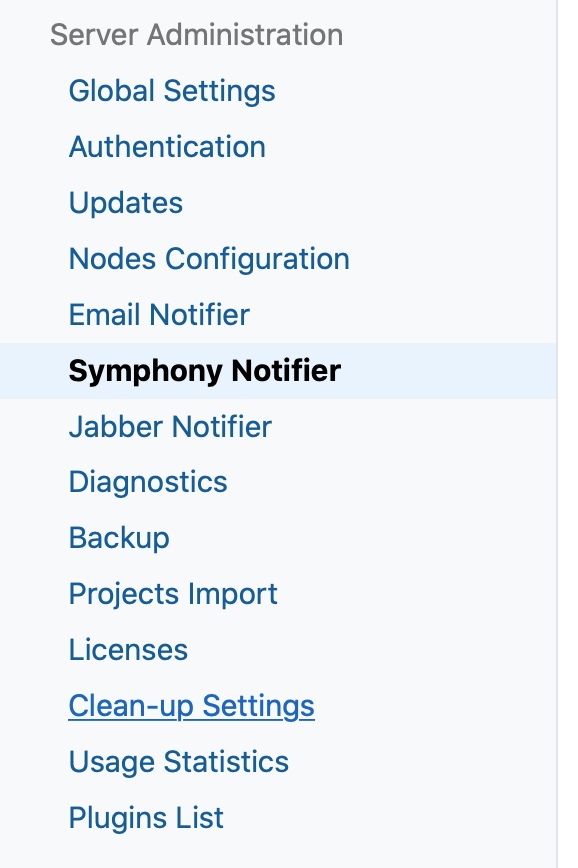 Server Administration
Global Settings
Authentication
Updates
Nodes Configuration
Email Notifier
Symphony Notifier
Jabber Notifier
Diagnostics
Backup
Projects Import
Licenses
Clean-up Settings
Usage Statistics
Plugins List